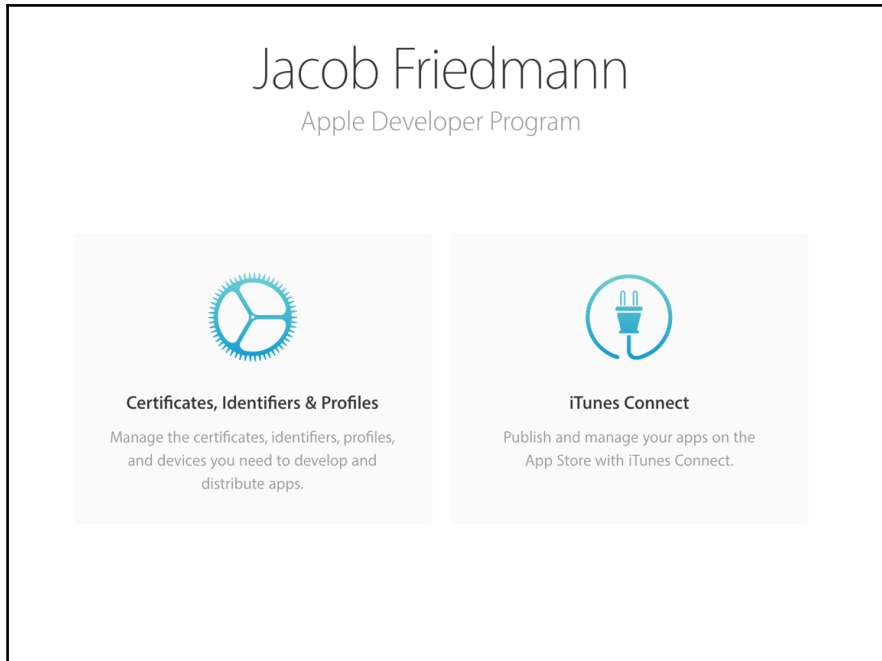 Jacob Friedmann
Apple Developer Program
Certificates, Identifiers & Profiles
Manage the certificates, identifiers, profiles,
and devices you need to develop and
distribute apps.
iTunes Connect
Publish and manage your apps on the
App Store with iTunes Connect.